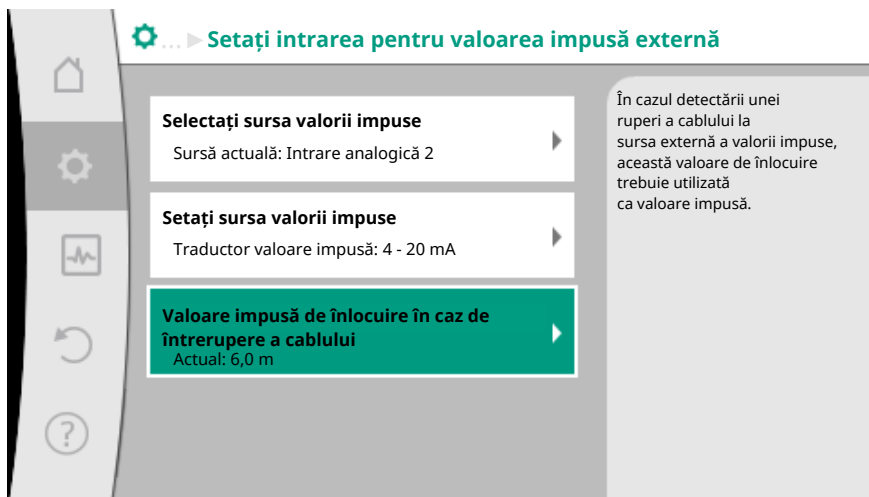 ... Setați intrarea pentru valoarea impusă externă
Selectați sursa valorii impuse
Sursă actuală: Intrare analogică 2
Setați sursa valorii impuse
Traductor valoare impusă: 4 - 20 mA
Valoare impusă de înlocuire în caz de
întrerupere a cablului
Actual: 6,0 m
În cazul detectării unei
ruperi a cablului la
sursa externă a valorii impuse,
această valoare de înlocuire
trebuie utilizată
ca valoare impusă.
?